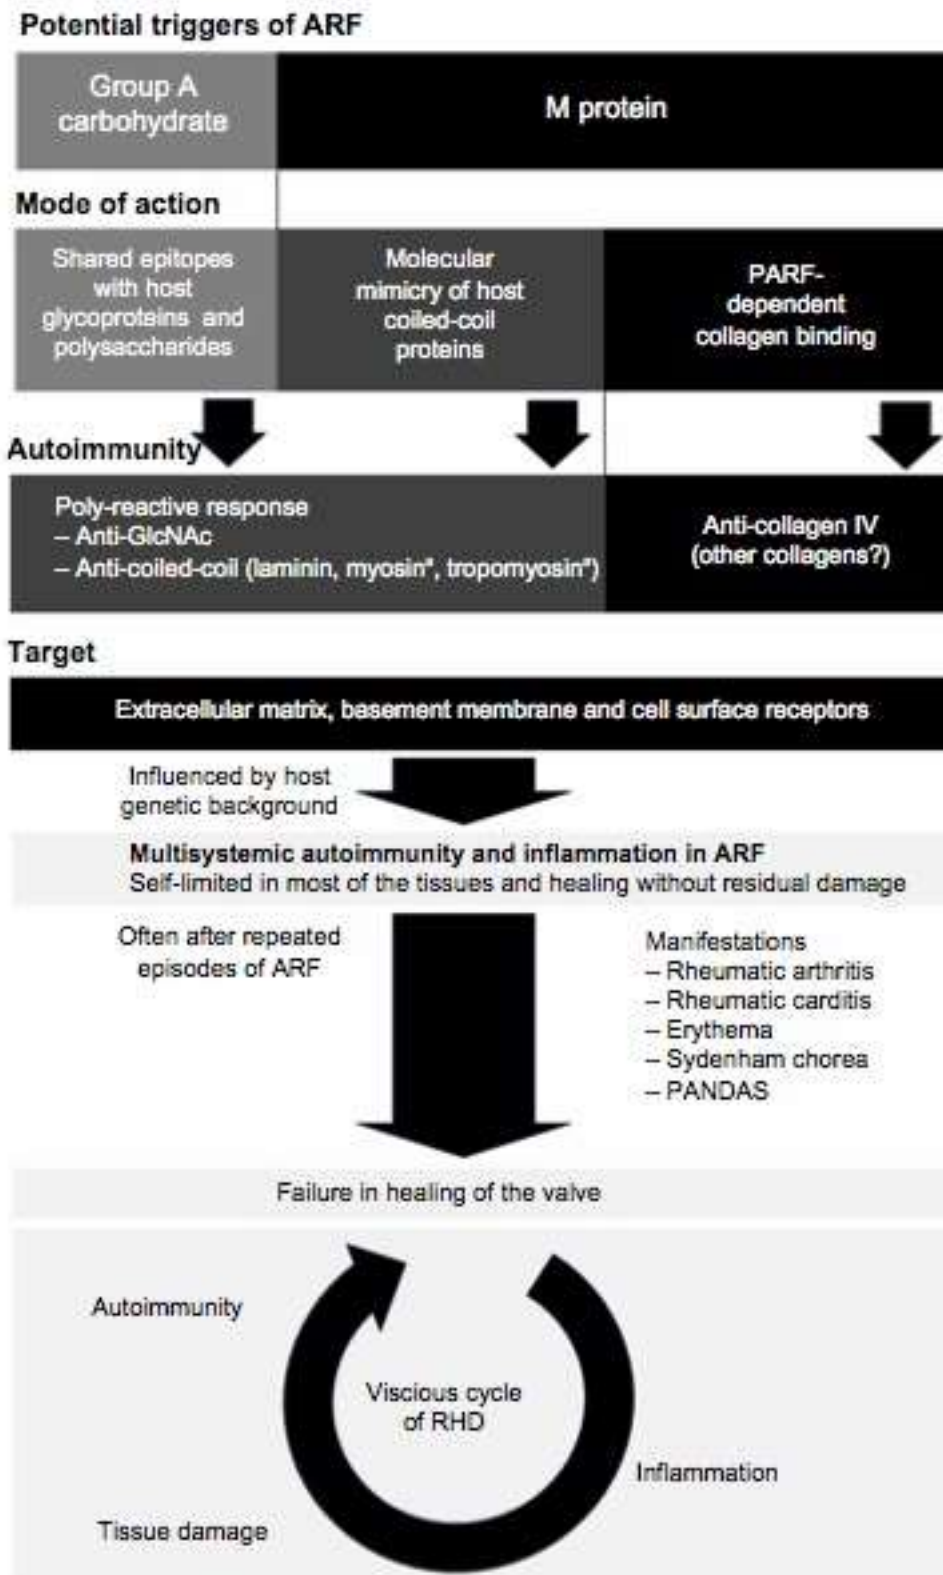 Potential triggers of ARF
Group A
carbohydrate
M protein
Mode of action
Shared epitopes
with host
glycoproteins and
polysaccharides
Molecular
mimicry of host
coiled-coil
proteins
PARF-
dependent
collagen binding
Autoimmunity
Poly-reactive response
– Anti-GlcNAc
– Anti-coiled-coil (laminin, myosin*, tropomyosin*)
Anti-collagen IV
(other collagens?)
Target
Extracellular matrix, basement membrane and cell surface receptors
Influenced by host
genetic background
Multisystemic autoimmunity and inflammation in ARF
Self-limited in most of the tissues and healing without residual damage
Often after repeated
episodes of ARF
Manifestations
– Rheumatic arthritis
– Rheumatic carditis
– Erythema
– Sydenham chorea
– PANDAS
Failure in healing of the valve
Autoimmunity
Viscious cycle
of RHD
Inflammation
Tissue damage